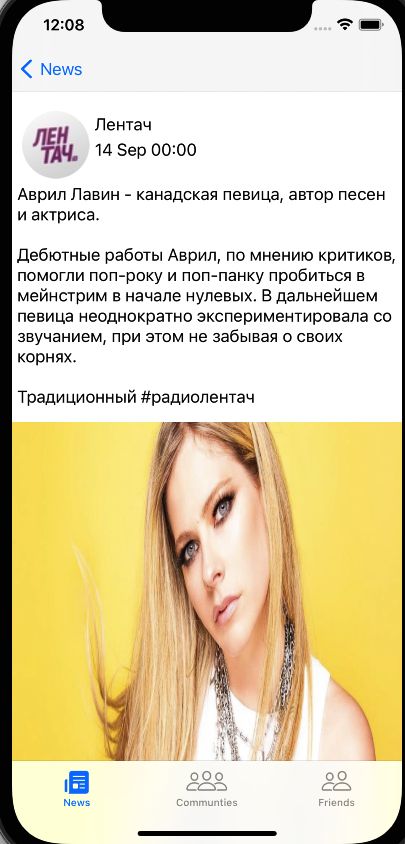 12:08
News
ЛЕН
ТАЧ.
Лентач
14 Sep 00:00
Аврил Лавин - канадская певица, автор песен
и актриса.
Дебютные работы Аврил, по мнению критиков,
помогли поп-року и поп-панку пробиться в
мейнстрим в начале нулевых. В дальнейшем
певица неоднократно экспериментировала со
звучанием, при этом не забывая о своих
корнях.
Традиционный #радиолентач
News
Communties
Friends